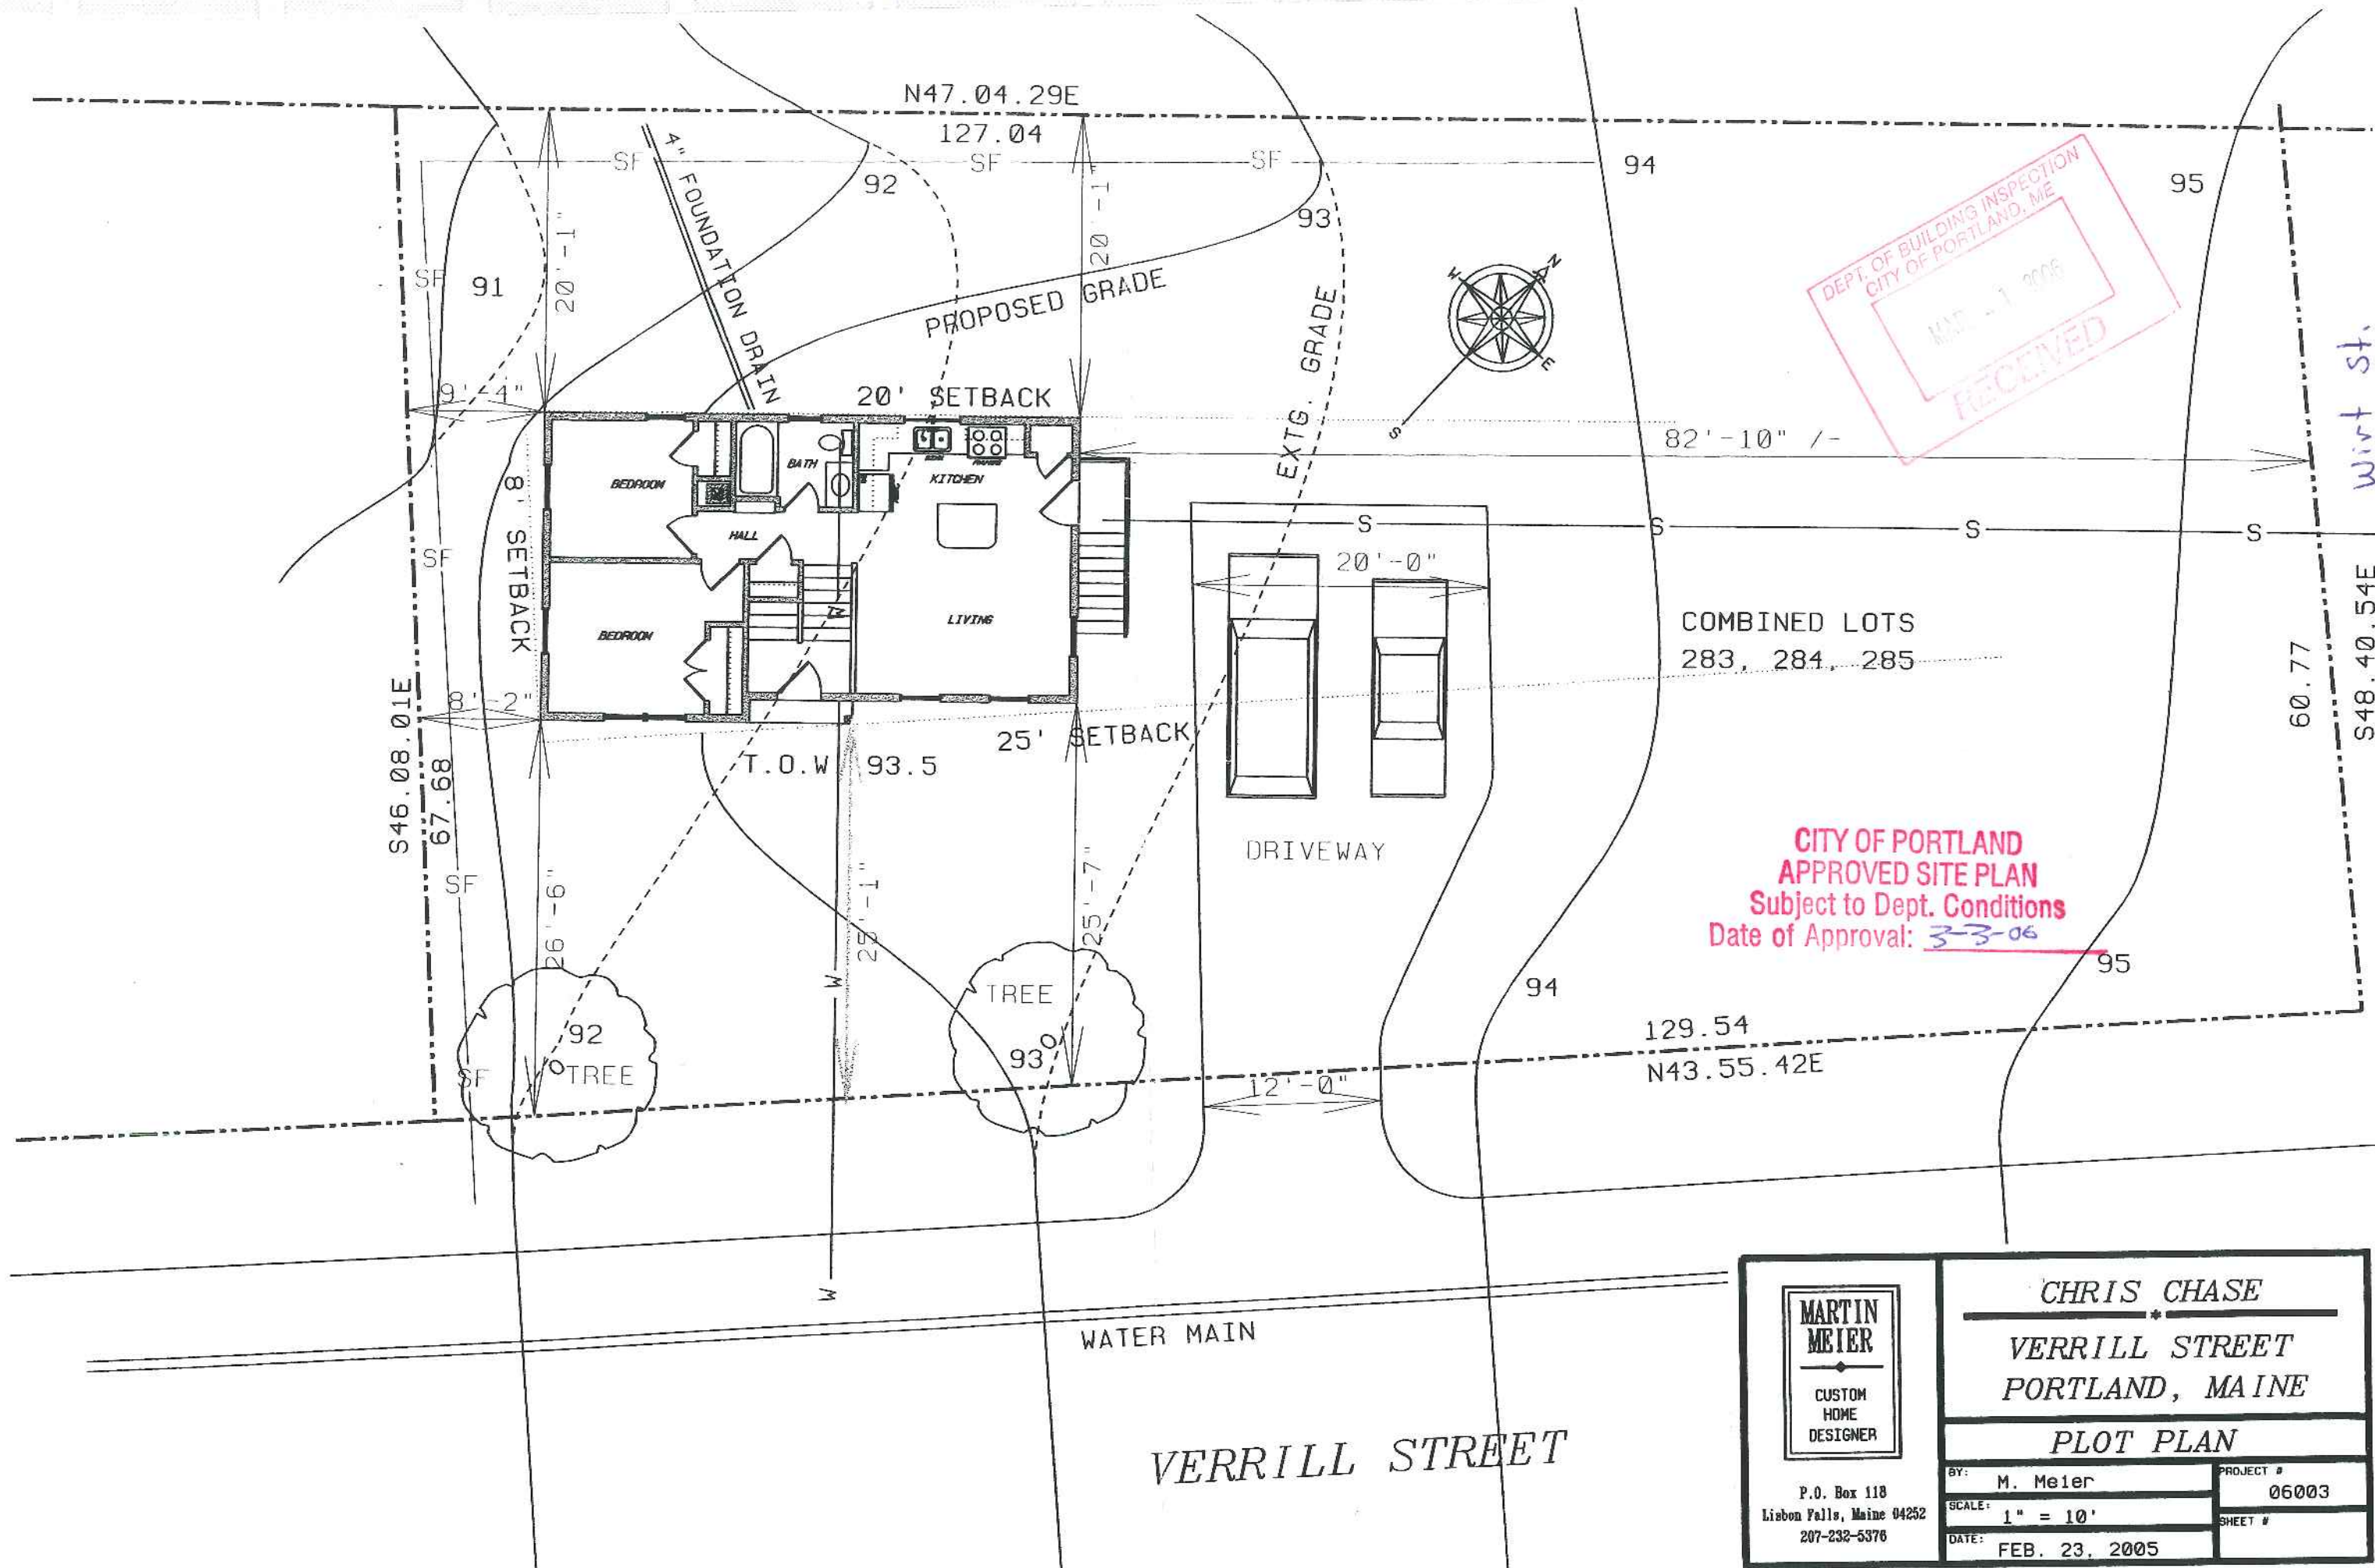 N47.04.29E
127.04
SF
SF
SF
4" FOUNDATION DRAIN
92
94
95
93
91
SF
20'-1"
20'-1"
PROPOSED GRADE
EXTG. GRADE
W
N
E
S
DEPT. OF BUILDING INSPECTION
CITY OF PORTLAND, ME
2006
RECEIVED
Wirt St.
9'-4"
20' SETBACK
82'-10" /-
8' SETBACK
BEDROOM
BATH
KITCHEN
HALL
BEDROOM
LIVING
W
S
S
S
S
20'-0"
SF
COMBINED LOTS
283, 284, 285
60.77
S48.40.54E
S46.08.01E
67.68
8'-2"
25' SETBACK
T.O.W 93.5
DRIVEWAY
CITY OF PORTLAND
APPROVED SITE PLAN
Subject to Dept. Conditions
Date of Approval: 3-3-06
SF
26'-6"
25'-1"
25'-7"
W
TREE
95
94
92
TREE
SF
93
129.54
N43.55.42E
12'-0"
W
WATER MAIN
VERRILL STREET
MARTIN
MEIER
CUSTOM
HOME
DESIGNER
P.O. Box 118
Lisbon Falls, Maine 04252
207-232-5376
CHRIS CHASE
VERRILL STREET
PORTLAND, MAINE
PLOT PLAN
BY: M. Meier
PROJECT # 06003
SCALE: 1" = 10'
SHEET #
DATE: FEB. 23, 2005